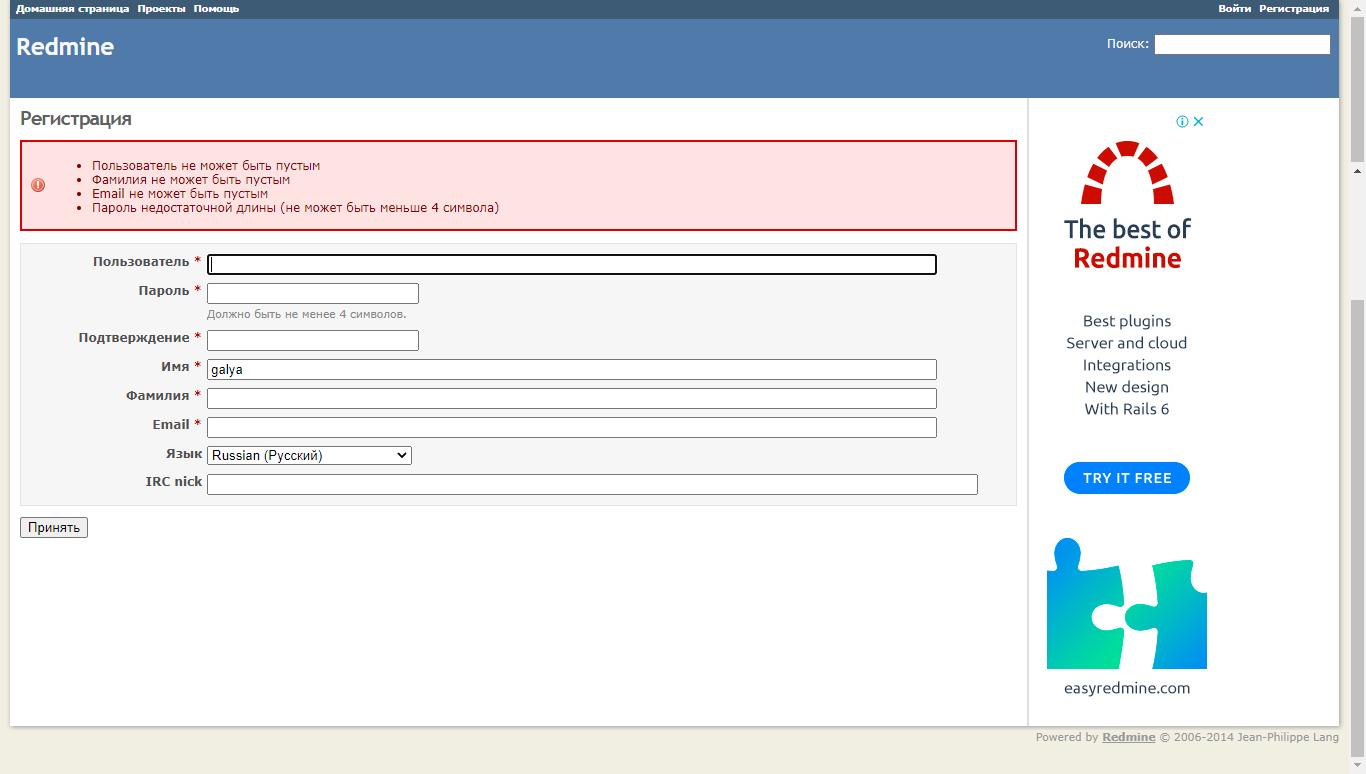 Домашняя страница Проекты Помощь Войти Регистрация
Redmine
Поиск:
Регистрация
Пользователь не может быть пустым
Фамилия не может быть пустым
Email не может быть пустым
Пароль недостаточной длины (не может быть меньше 4 символа)
Пользователь *
Пароль *
Должно быть не менее 4 символов.
Подтверждение *
Имя * galya
Фамилия *
Email *
Язык Russian (Русский)
IRC nick
Принять
The best of
Redmine
Best plugins
Server and cloud
Integrations
New design
With Rails 6
TRY IT FREE
easyredmine.com
Powered by Redmine © 2006-2014 Jean-Philippe Lang